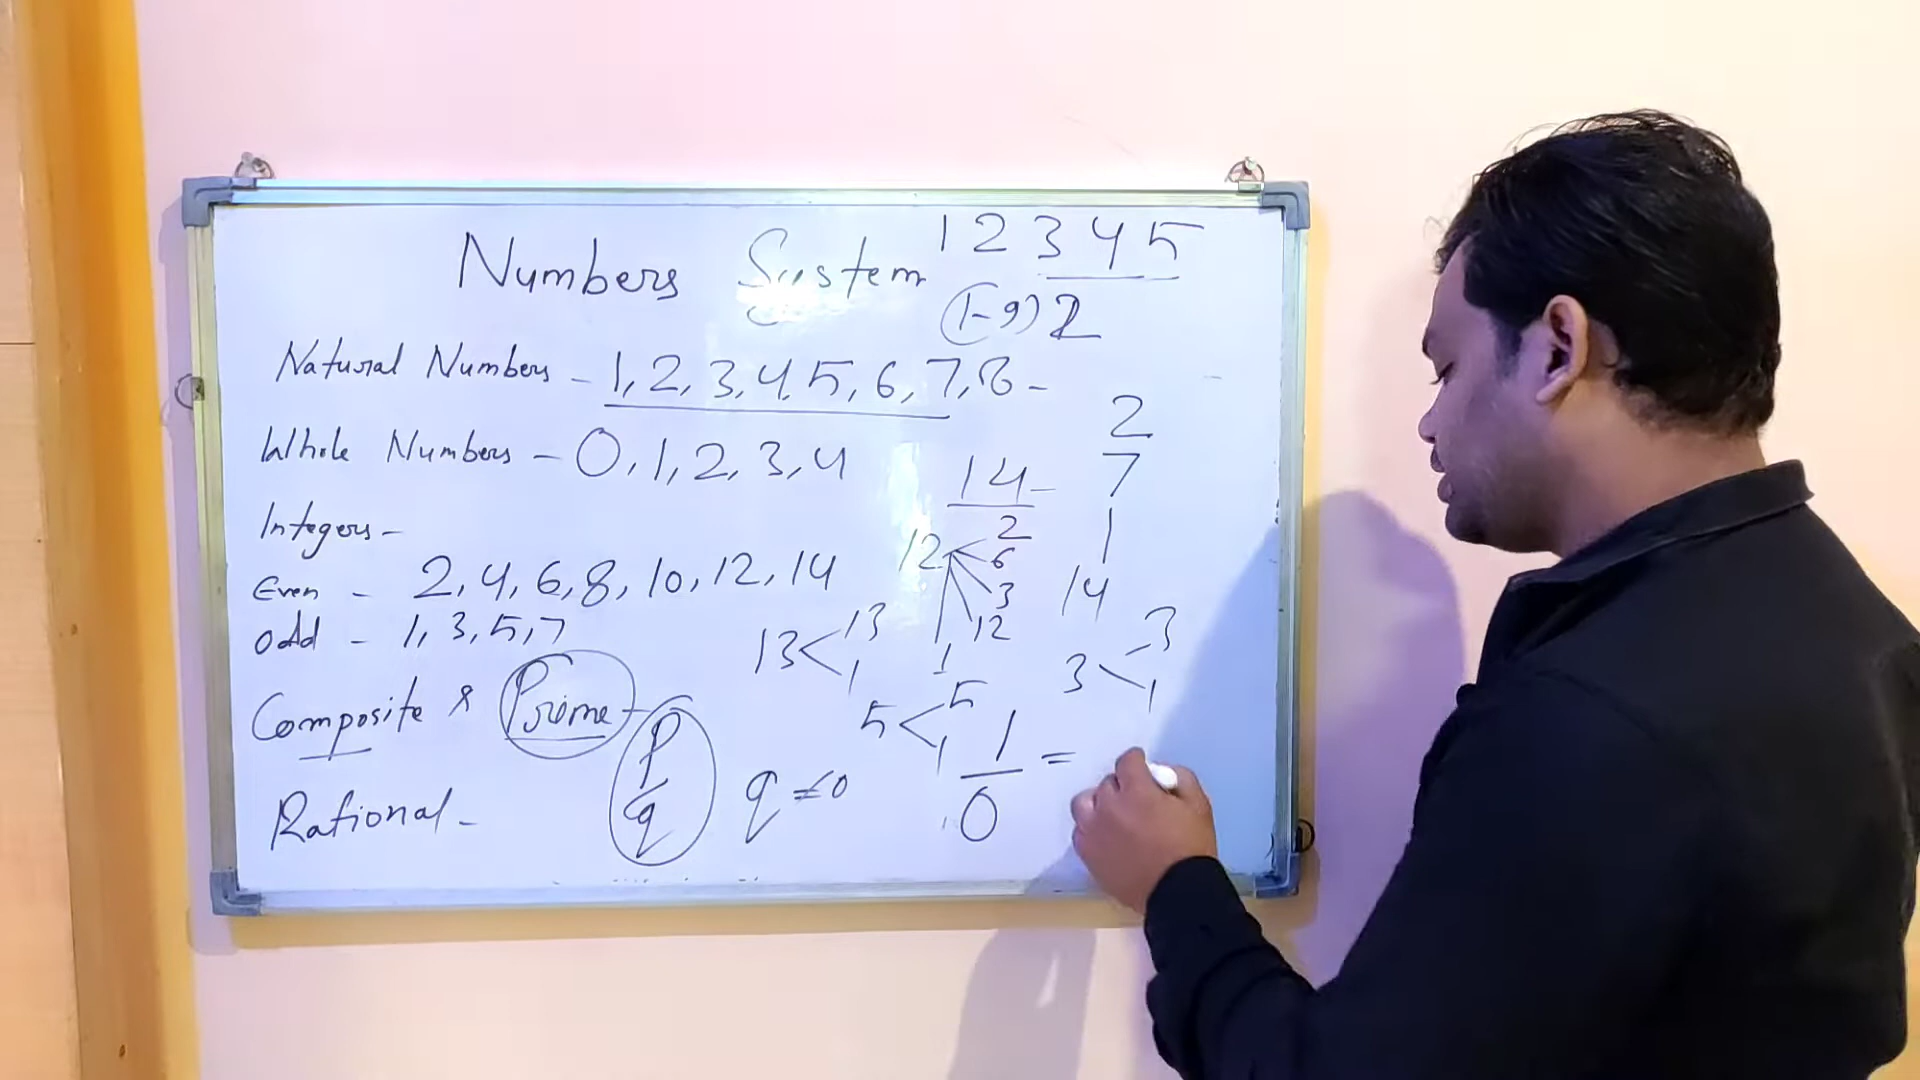 Numbers System 1 2 3 4 5
(1-9) 2
Natural Numbers - 1, 2, 3, 4, 5, 6, 7, 8 -
Whole Numbers - 0, 1, 2, 3, 4
2
14 -
7
Integers -
12 2
6
3
12
1
1
14
Even - 2, 4, 6, 8, 10, 12, 14
Odd - 1, 3, 5, 7
13 < 13
1
3 3
1
Composite & Prime -
5 < 5
1
Rational - p/q q ≠ 0
1/0 =